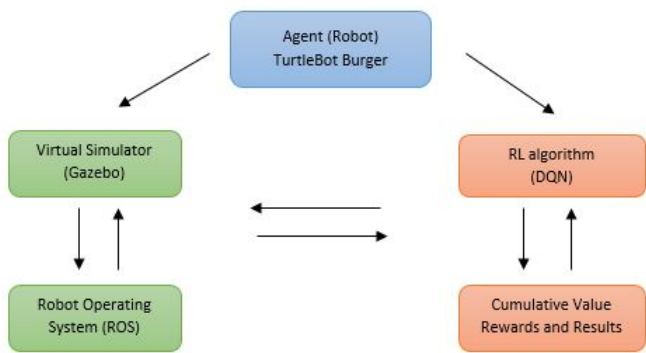 Agent (Robot)
TurtleBot Burger
Virtual Simulator
(Gazebo)
RL algorithm
(DQN)
Robot Operating
System (ROS)
Cumulative Value
Rewards and Results